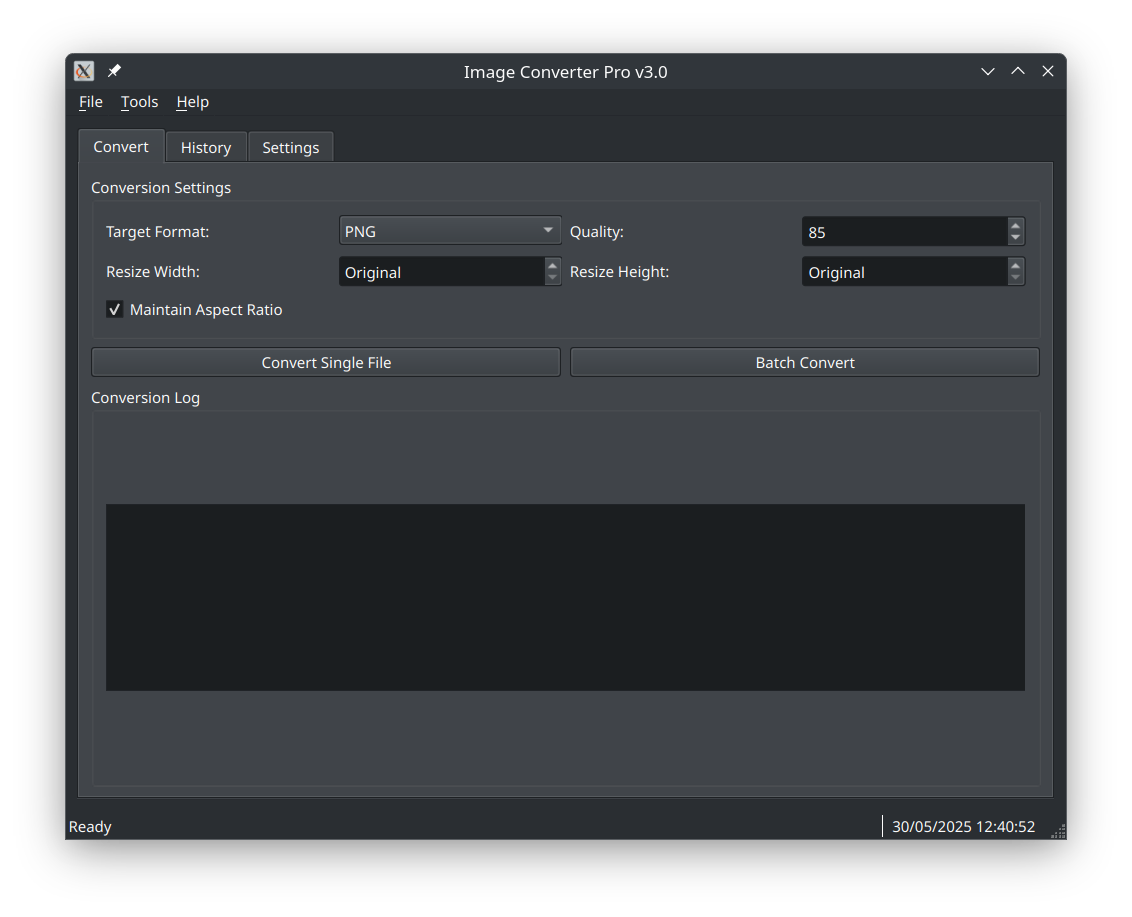 Image Converter Pro v3.0
File Tools Help
Convert History Settings
Conversion Settings
Target Format: PNG Quality: 85
Resize Width: Original Resize Height: Original
Maintain Aspect Ratio
Convert Single File Batch Convert
Conversion Log
Ready 30/05/2025 12:40:52